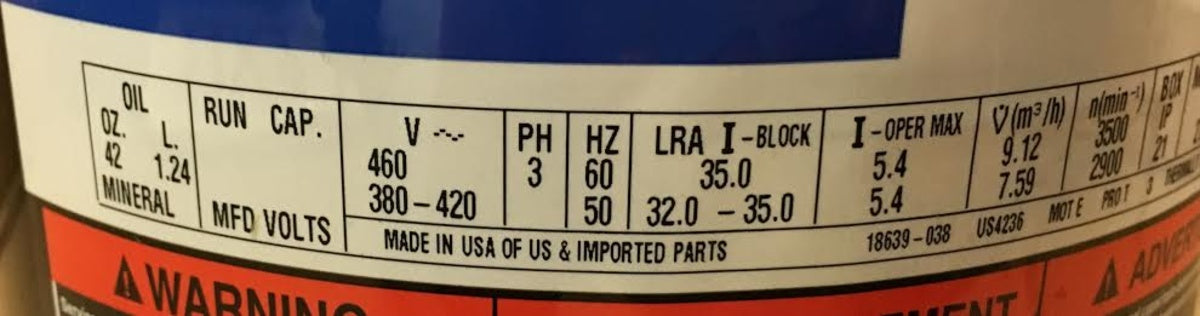 OIL RUN CAP. V ~ PH HZ LRA I-BLOCK I-OPER MAX V̇(m³/h) n(min⁻¹) BOX
OZ. L. 460 3 60 35.0 5.4 9.12 3500 IP
42 1.24 380-420 50 32.0 - 35.0 5.4 7.59 2900 21
MINERAL MFD VOLTS MADE IN USA OF US & IMPORTED PARTS 18639-038 US4236 MOT E PRO T 3
WARNING